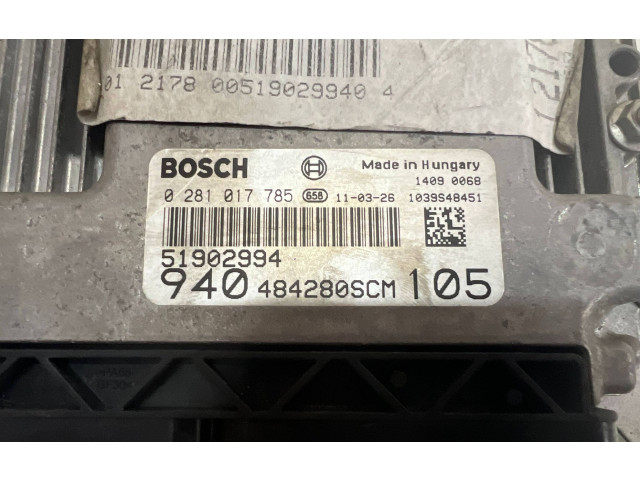 01 2178 00519029940 4
BOSCH
Made in Hungary
1409 0068
0 281 017 785 658 11-03-26 1039S48451
51902994
940 484280SCM 105